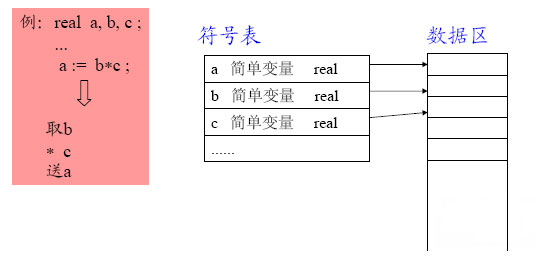 例: real a, b, c ;
...
a := b*c ;
取b
* c
送a
符号表
a 简单变量 real
b 简单变量 real
c 简单变量 real
......
数据区